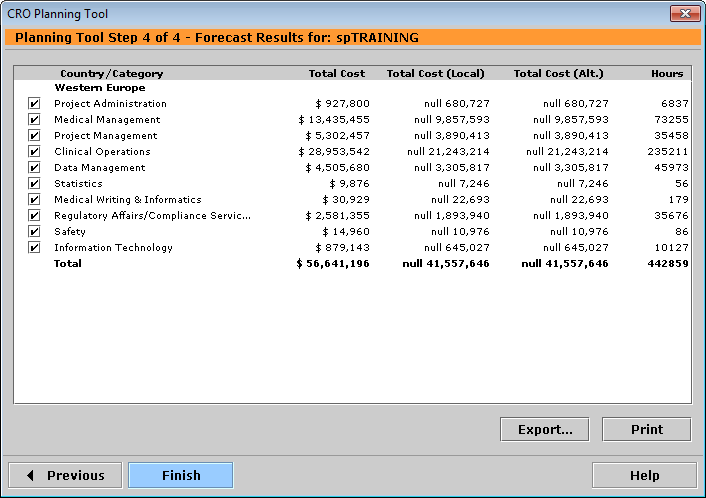 CRO Planning Tool
Planning Tool Step 4 of 4 - Forecast Results for: spTRAINING
Country/Category Total Cost Total Cost (Local) Total Cost (Alt.) Hours
Western Europe
Project Administration $ 927,800 null 680,727 null 680,727 6837
Medical Management $ 13,435,455 null 9,857,593 null 9,857,593 73255
Project Management $ 5,302,457 null 3,890,413 null 3,890,413 35458
Clinical Operations $ 28,953,542 null 21,243,214 null 21,243,214 235211
Data Management $ 4,505,680 null 3,305,817 null 3,305,817 45973
Statistics $ 9,876 null 7,246 null 7,246 56
Medical Writing & Informatics $ 30,929 null 22,693 null 22,693 179
Regulatory Affairs/Compliance Servic... $ 2,581,355 null 1,893,940 null 1,893,940 35676
Safety $ 14,960 null 10,976 null 10,976 86
Information Technology $ 879,143 null 645,027 null 645,027 10127
Total $ 56,641,196 null 41,557,646 null 41,557,646 442859
Export... Print
Previous Finish Help